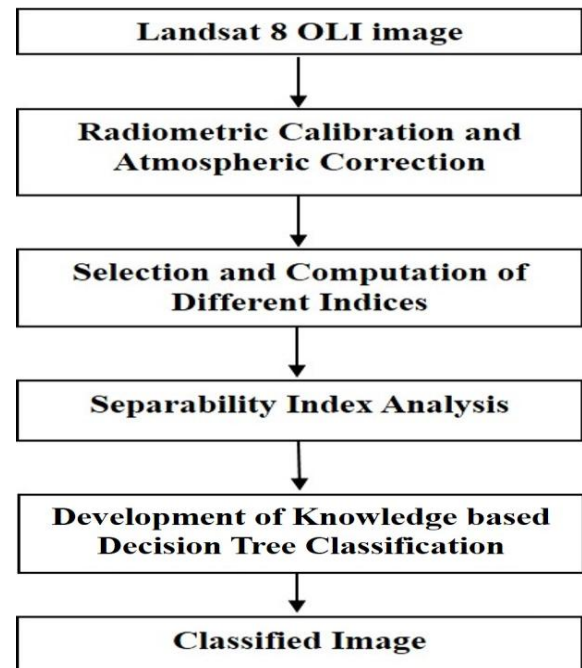 Landsat 8 OLI image
Radiometric Calibration and
Atmospheric Correction
Selection and Computation of
Different Indices
Separability Index Analysis
Development of Knowledge based
Decision Tree Classification
Classified Image